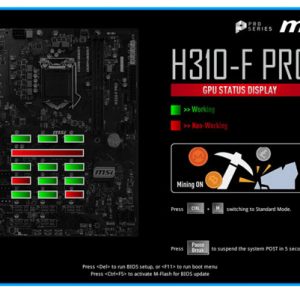 PRO
SERIES
H310-F PRO
GPU STATUS DISPLAY
>> Working
>> Non-Working
msi
Mining ON
Press CTRL + M switching to Standard Mode.
Press Pause Break to suspend the system POST in 5 seco
Press <Del> to run BIOS setup, or <F11> to run boot menu
Press <Ctrl+F5> to activate M-Flash for BIOS update